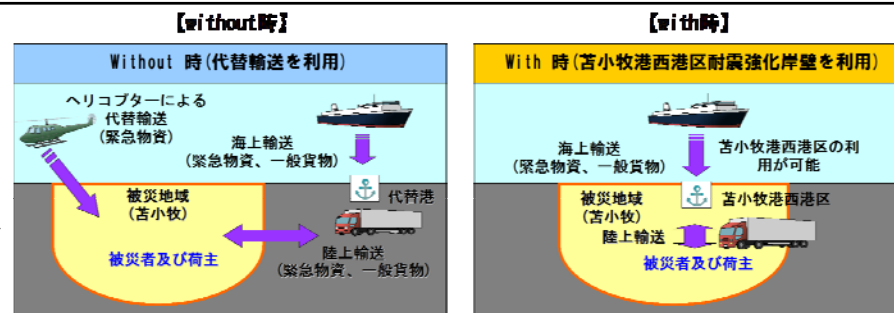 【without時】
Without 時(代替輸送を利用)
ヘリコプターによる
代替輸送
(緊急物資)
海上輸送
(緊急物資、一般貨物)
代替港
被災地域
(苫小牧)
被災者及び荷主
陸上輸送
(緊急物資、一般貨物)
【with時】
With 時(苫小牧港西港区耐震強化岸壁を利用)
海上輸送
(緊急物資、一般貨物)
苫小牧港西港区の利
用が可能
被災地域
(苫小牧)
苫小牧港西港区
陸上輸送
被災者及び荷主